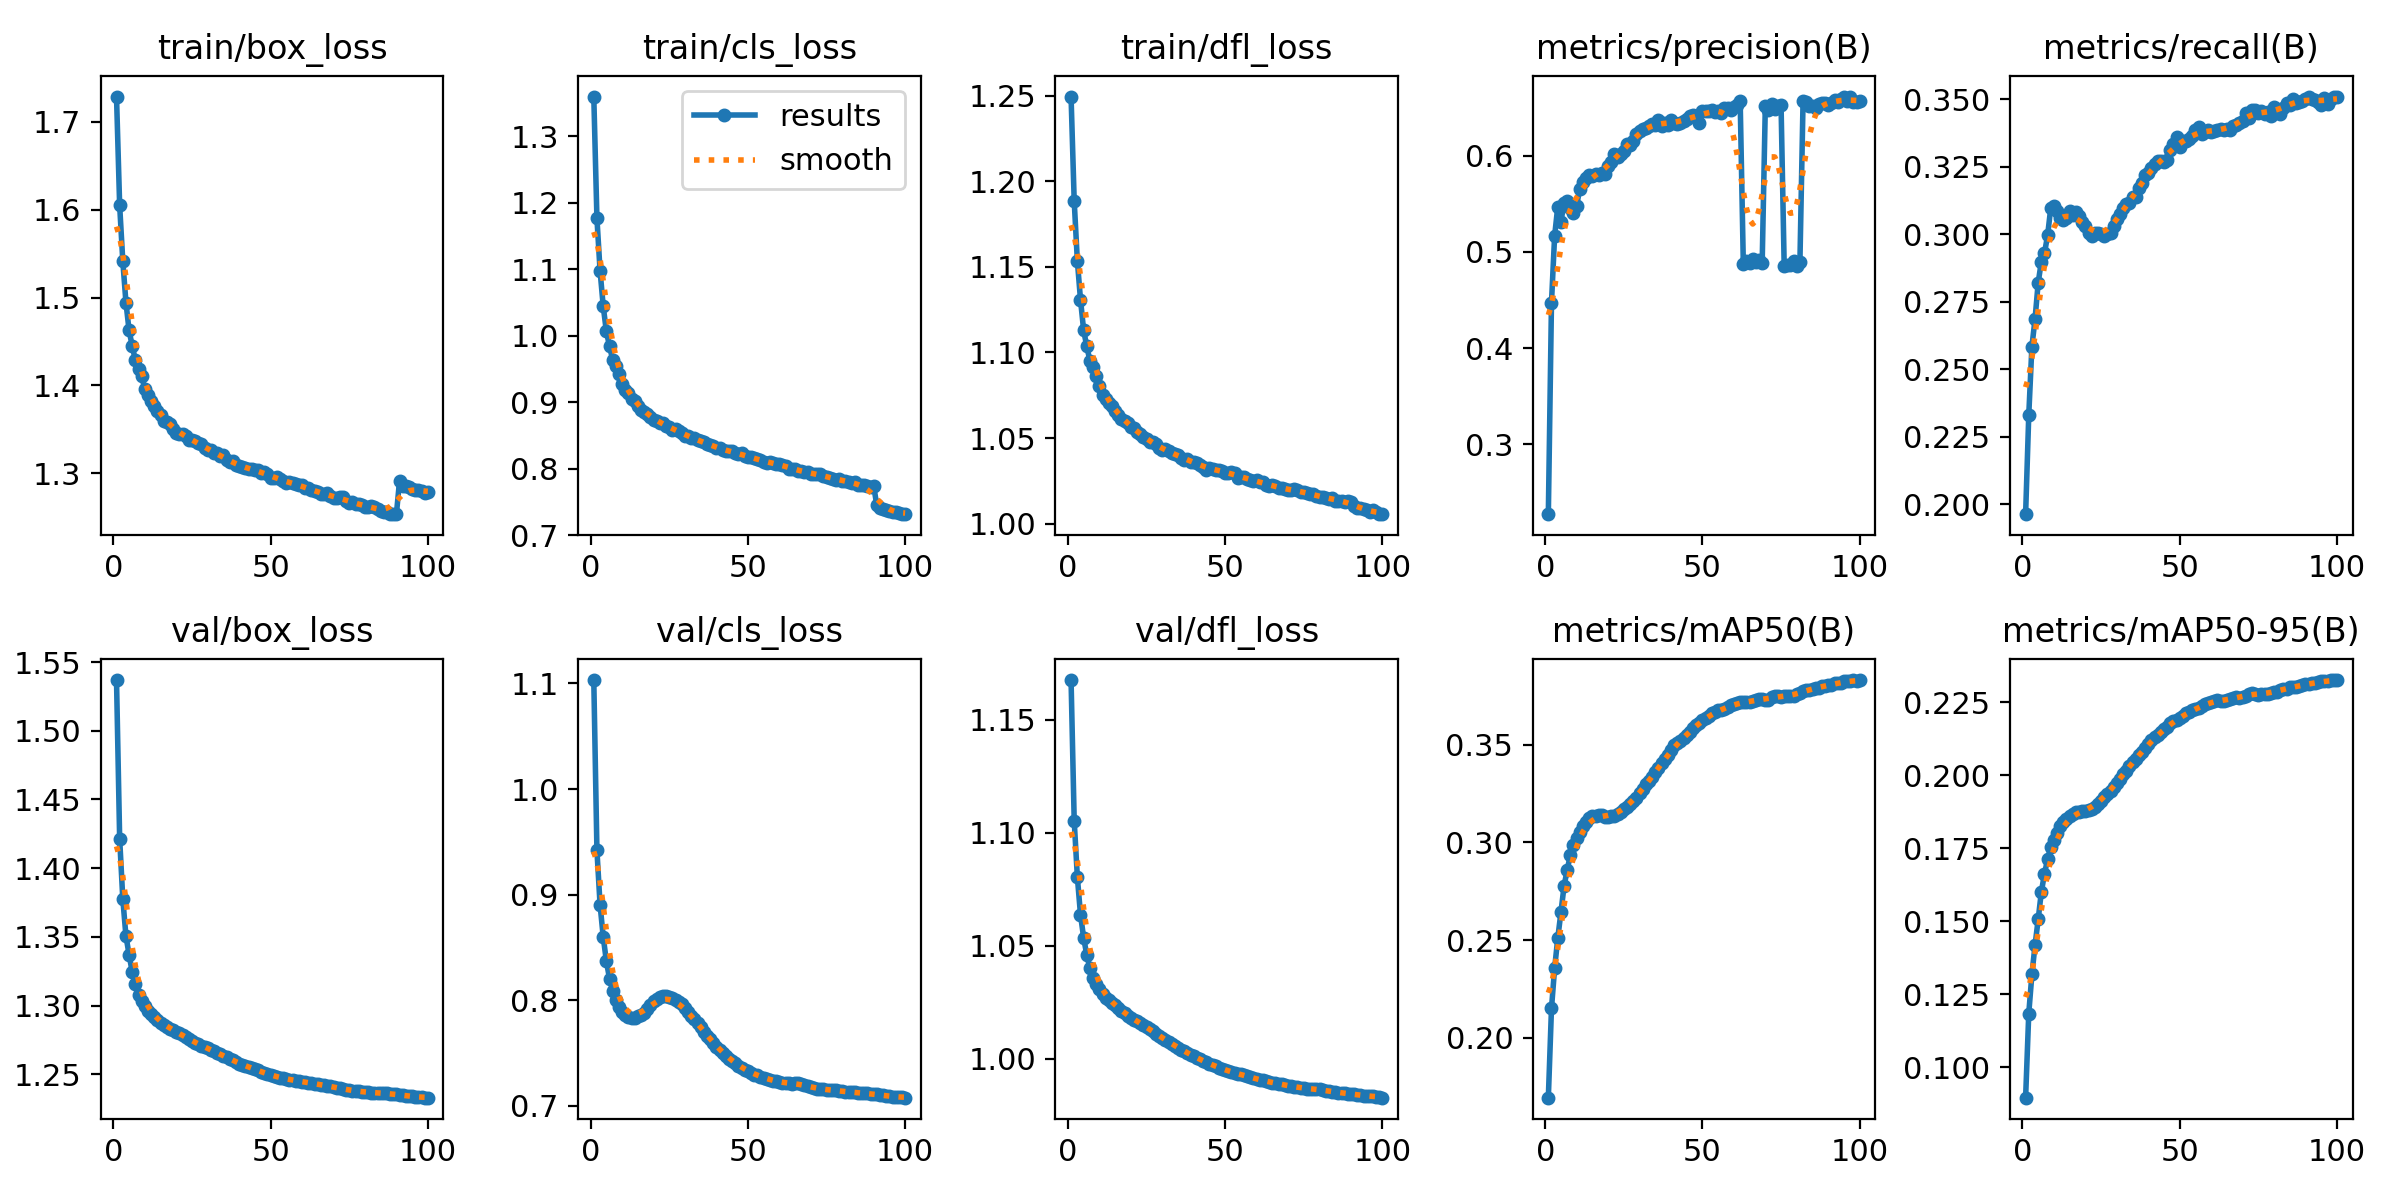 train/box_loss
1.7
1.6
1.5
1.4
1.3
0 50 100
train/cls_loss
results
smooth
1.3
1.2
1.1
1.0
0.9
0.8
0.7
0 50 100
train/dfl_loss
1.25
1.20
1.15
1.10
1.05
1.00
0 50 100
metrics/precision(B)
0.6
0.5
0.4
0.3
0 50 100
metrics/recall(B)
0.350
0.325
0.300
0.275
0.250
0.225
0.200
0 50 100
val/box_loss
1.55
1.50
1.45
1.40
1.35
1.30
1.25
0 50 100
val/cls_loss
1.1
1.0
0.9
0.8
0.7
0 50 100
val/dfl_loss
1.15
1.10
1.05
1.00
0 50 100
metrics/mAP50(B)
0.35
0.30
0.25
0.20
0 50 100
metrics/mAP50-95(B)
0.225
0.200
0.175
0.150
0.125
0.100
0 50 100